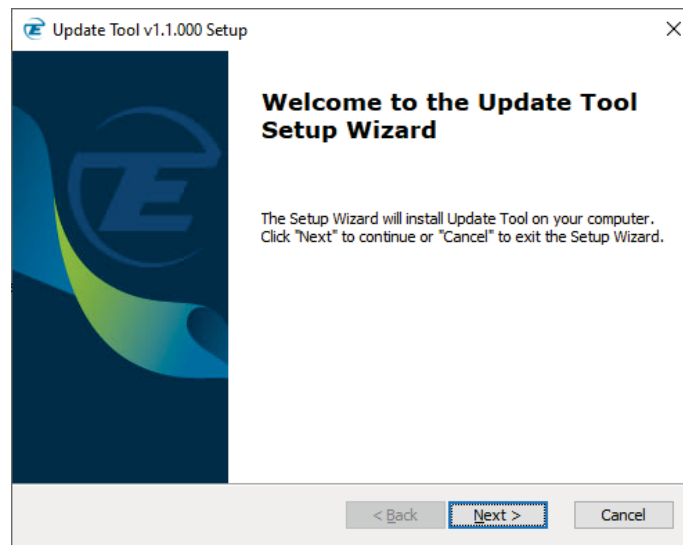 Update Tool v1.1.000 Setup
Welcome to the Update Tool
Setup Wizard
The Setup Wizard will install Update Tool on your computer.
Click "Next" to continue or "Cancel" to exit the Setup Wizard.
< Back
Next >
Cancel